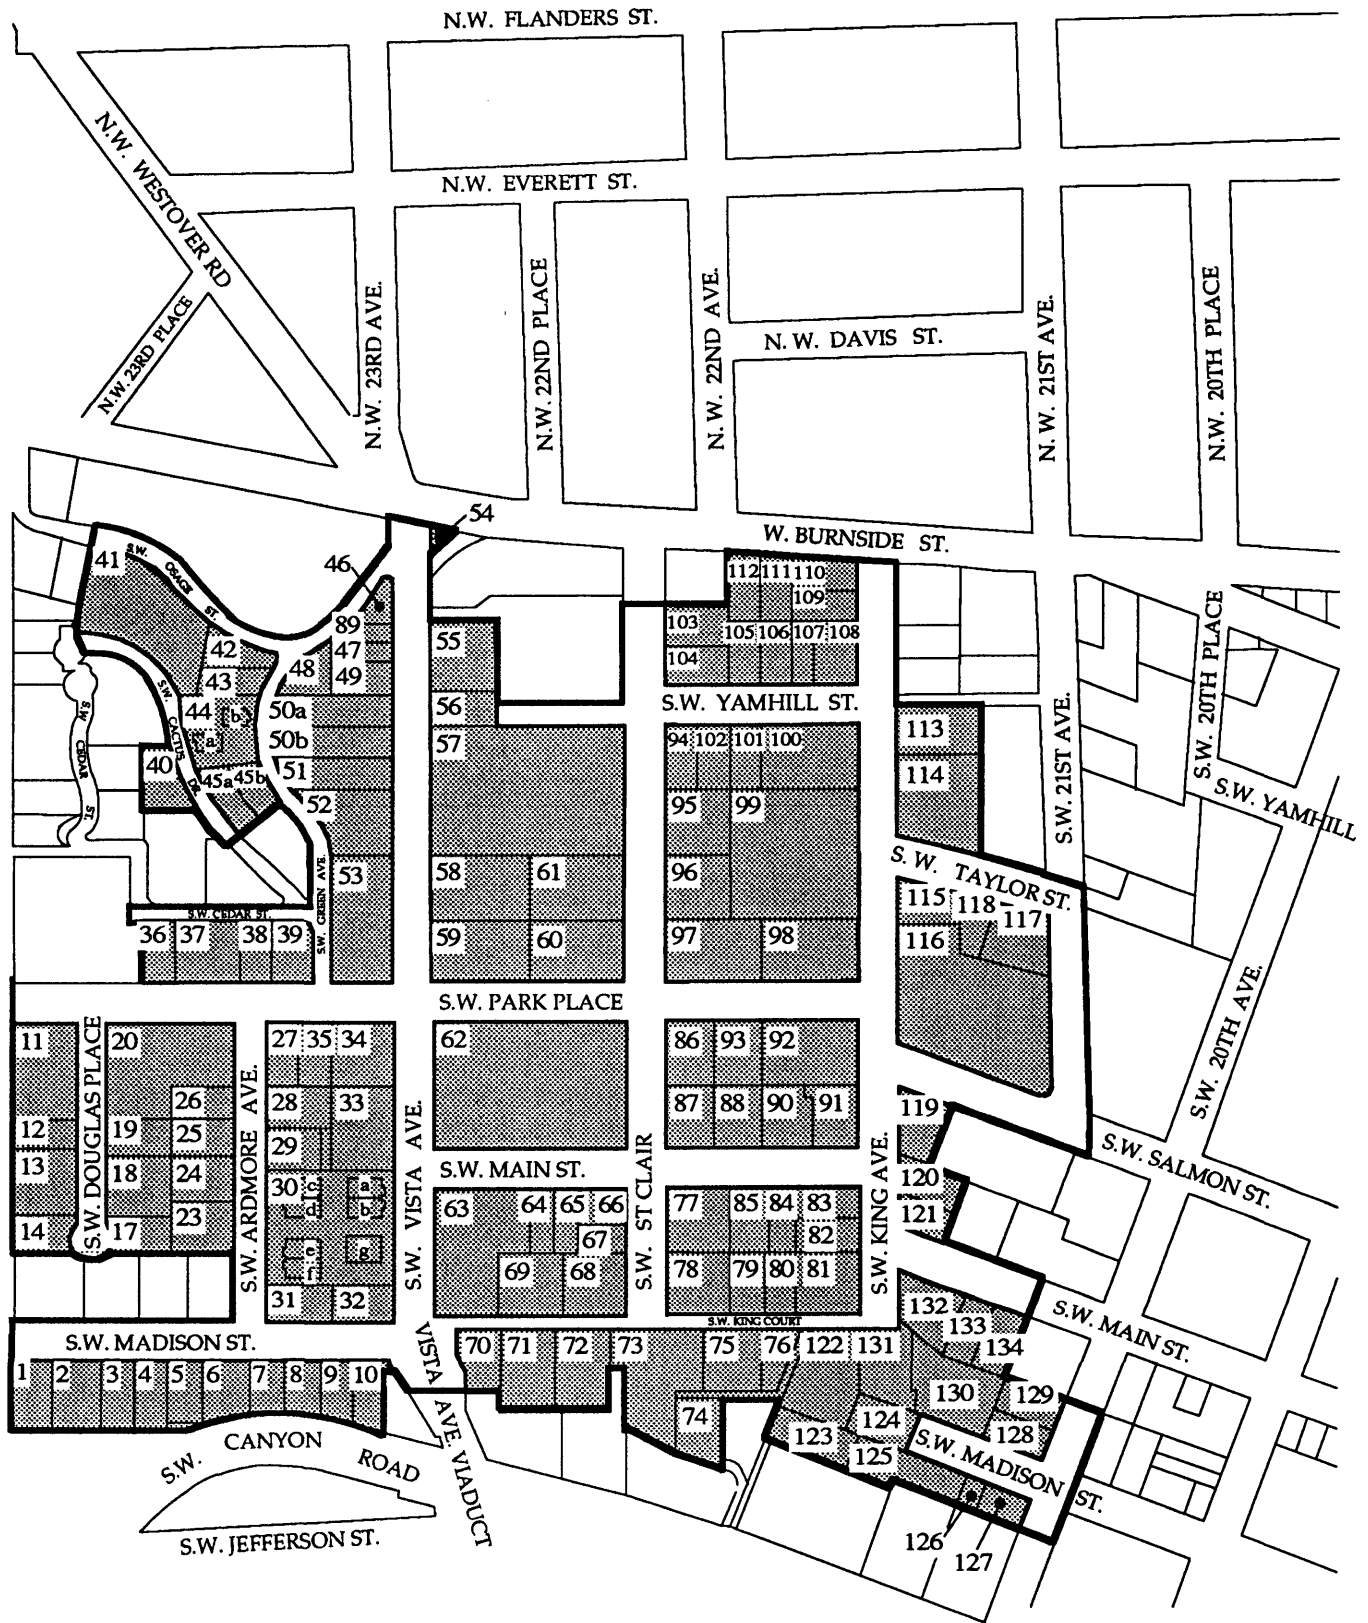 N.W. FLANDERS ST.
N.W. WESTOVER RD
N.W. EVERETT ST.
N.W. 23RD PLACE
N.W. 23RD AVE.
N.W. 22ND PLACE
N.W. 22ND AVE.
N.W. DAVIS ST.
N.W. 21ST AVE.
N.W. 20TH PLACE
W. BURNSIDE ST.
54
46
41
S.W. OSAGE ST.
112 111 110
109
89
42
47
48
49
43
55
103
105 106 107 108
104
S.W. CEDAR ST.
S.W. CACTUS DR.
44
b
a
50a
50b
56
57
S.W. YAMHILL ST.
94 102 101 100
113
114
S.W. 21ST AVE.
S.W. 20TH PLACE
S.W. YAMHILL
40
45a 45b
51
52
95
99
53
58
61
96
S.W. TAYLOR ST.
115
118
117
116
S.W. GREEN AVE.
S.W. CEDAR ST.
36 37 38 39
59
60
97
98
S.W. PARK PLACE
S.W. 20TH AVE.
11
S.W. DOUGLAS PLACE
20
27 35 34
62
86 93 92
S.W. ARDMORE AVE.
26
28
33
S.W. VISTA AVE.
87 88 90 91
119
12
19
25
29
13
18
24
30
c
d
a
b
S.W. MAIN ST.
S.W. ST CLAIR
S.W. KING AVE.
S.W. SALMON ST.
120
121
63
64 65 66
67
77
85 84 83
82
14
17
23
e
f
g
69
68
78
79 80 81
31
32
S.W. KING COURT
132
133
134
S.W. MAIN ST.
S.W. MADISON ST.
VISTA AVE. VIADUCT
70 71 72 73
75
76
122
131
1 2 3 4 5 6 7 8 9 10
130
129
74
124
128
123
125
S.W. MADISON ST.
S.W. CANYON ROAD
126
127
S.W. JEFFERSON ST.